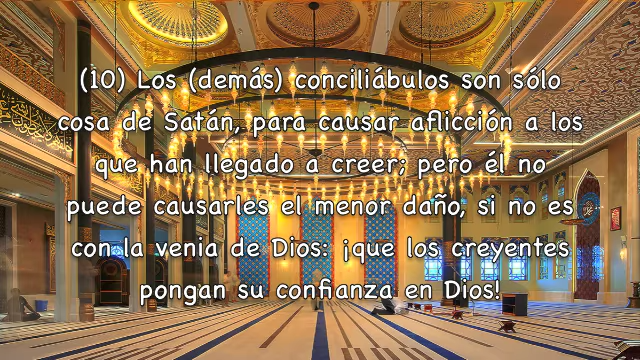 (10) Los (demás) conciliábulos son sólo
cosa de Satán, para causar aflicción a los
que han llegado a creer; pero él no
puede causarles el menor daño, si no es
con la venia de Dios: ¡que los creyentes
pongan su confianza en Dios!